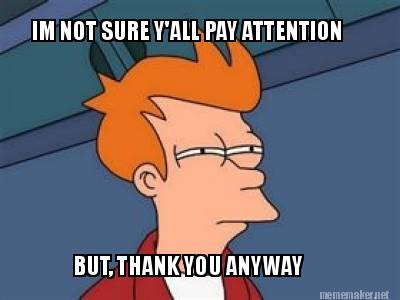 IM NOT SURE Y'ALL PAY ATTENTION
BUT, THANK YOU ANYWAY
mememaker.net